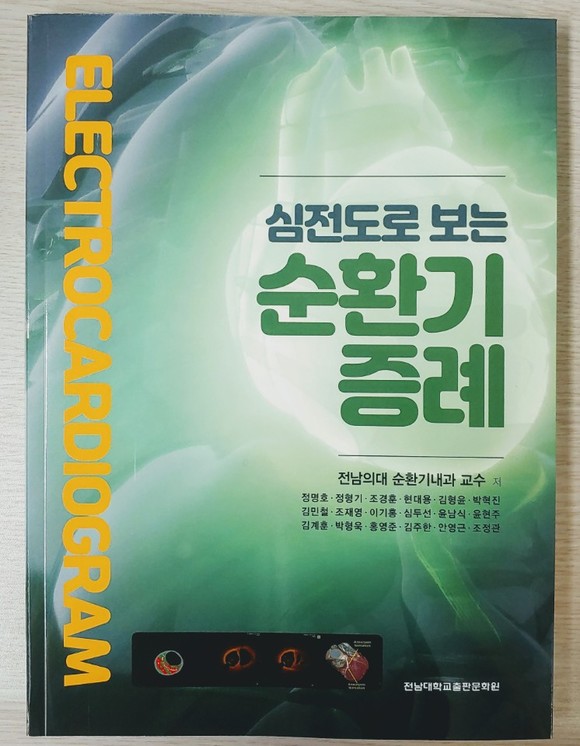 ELECTROCARDIOGRAM
심전도로 보는
순환기
증례
전남의대 순환기내과 교수 저
정명호·정형기·조경훈·현대용·김형윤·박혁진
김민철·조재영·이기홍·심두선·윤남식·윤현주
김계훈·박형욱·홍영준·김주한·안영근·조정관
전남대학교출판문화원